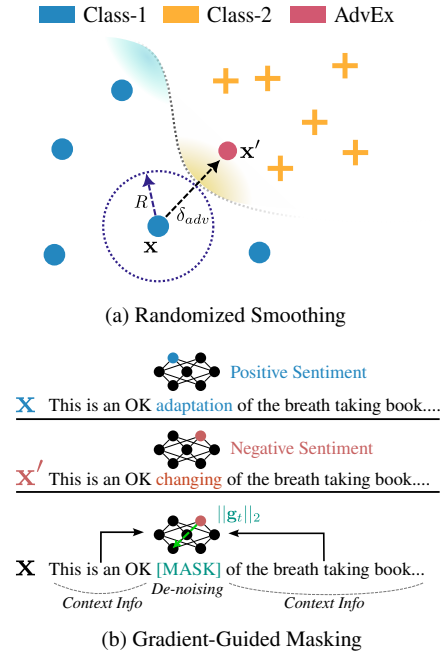 Class-1 Class-2 AdvEx
x′
R
δadv
x
(a) Randomized Smoothing
Positive Sentiment
x This is an OK adaptation of the breath taking book....
Negative Sentiment
x′ This is an OK changing of the breath taking book....
||gt||2
x This is an OK [MASK] of the breath taking book...
Context Info De-noising Context Info
(b) Gradient-Guided Masking